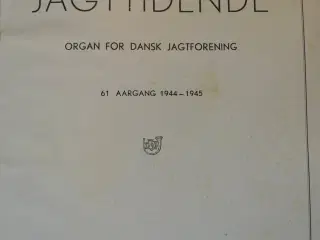 JAGTTIDENDE
ORGAN FOR DANSK JAGTFORENING
61 AARGANG 1944–1945